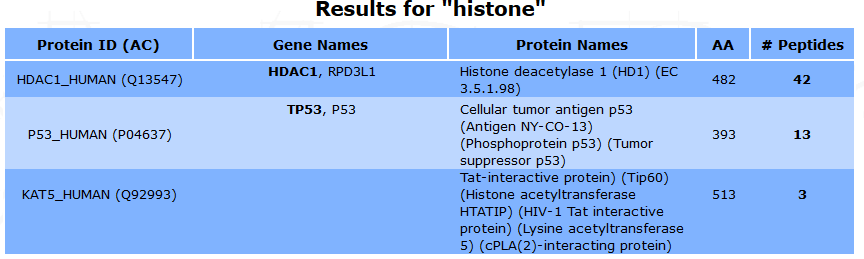 Results for "histone"
Protein ID (AC) Gene Names Protein Names AA # Peptides
HDAC1_HUMAN (Q13547) HDAC1, RPD3L1 Histone deacetylase 1 (HD1) (EC
3.5.1.98) 482 42
P53_HUMAN (P04637) TP53, P53 Cellular tumor antigen p53
(Antigen NY-CO-13)
(Phosphoprotein p53) (Tumor
suppressor p53) 393 13
KAT5_HUMAN (Q92993) Tat-interactive protein) (Tip60)
(Histone acetyltransferase
HTATIP) (HIV-1 Tat interactive
protein) (Lysine acetyltransferase
5) (cPLA(2)-interacting protein) 513 3